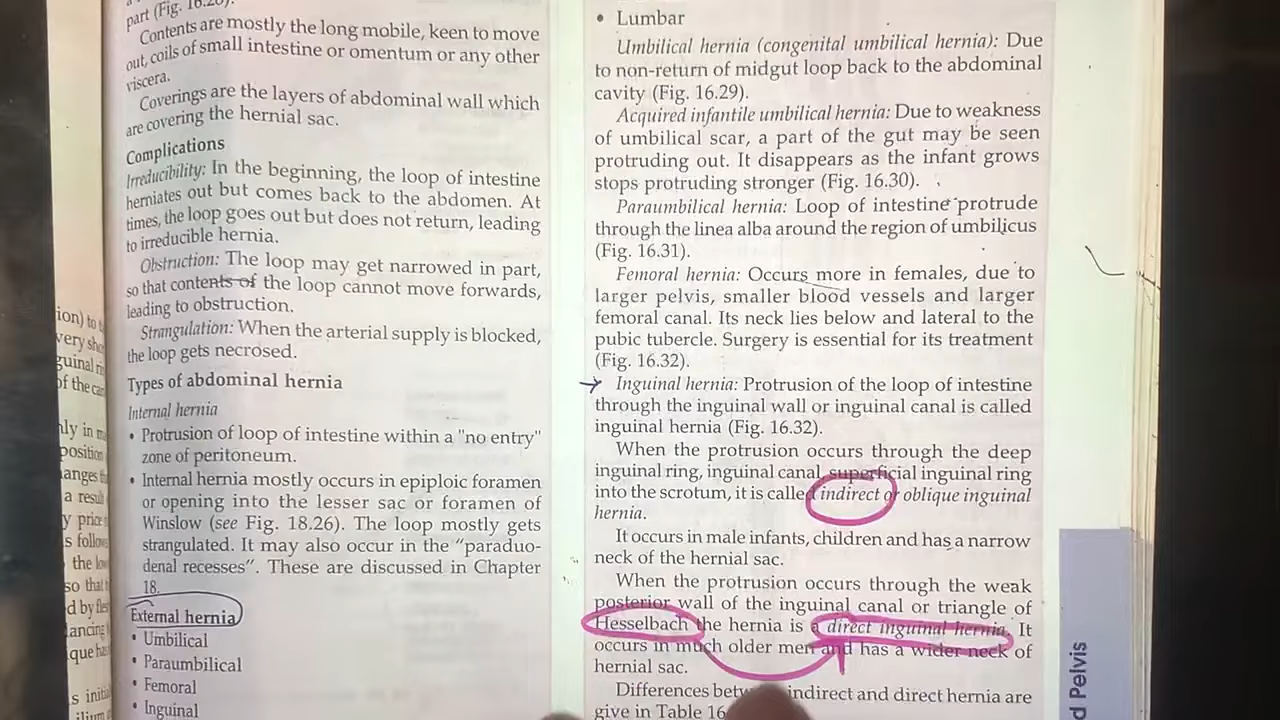 part (Fig. 16.28).
Contents are mostly the long mobile, keen to move
out, coils of small intestine or omentum or any other
viscera.
Coverings are the layers of abdominal wall which
are covering the hernial sac.
Complications
Irreducibility: In the beginning, the loop of intestine
herniates out but comes back to the abdomen. At
times, the loop goes out but does not return, leading
to irreducible hernia.
Obstruction: The loop may get narrowed in part,
so that contents of the loop cannot move forwards,
leading to obstruction.
Strangulation: When the arterial supply is blocked,
the loop gets necrosed.
Types of abdominal hernia
Internal hernia
• Protrusion of loop of intestine within a "no entry"
zone of peritoneum.
• Internal hernia mostly occurs in epiploic foramen
or opening into the lesser sac or foramen of
Winslow (see Fig. 18.26). The loop mostly gets
strangulated. It may also occur in the “paraduo-
denal recesses”. These are discussed in Chapter
18.
External hernia
• Umbilical
• Paraumbilical
• Femoral
• Inguinal
• Lumbar
Umbilical hernia (congenital umbilical hernia): Due
to non-return of midgut loop back to the abdominal
cavity (Fig. 16.29).
Acquired infantile umbilical hernia: Due to weakness
of umbilical scar, a part of the gut may be seen
protruding out. It disappears as the infant grows
stops protruding stronger (Fig. 16.30).
Paraumbilical hernia: Loop of intestine protrude
through the linea alba around the region of umbilicus
(Fig. 16.31).
Femoral hernia: Occurs more in females, due to
larger pelvis, smaller blood vessels and larger
femoral canal. Its neck lies below and lateral to the
pubic tubercle. Surgery is essential for its treatment
(Fig. 16.32).
Inguinal hernia: Protrusion of the loop of intestine
through the inguinal wall or inguinal canal is called
inguinal hernia (Fig. 16.32).
When the protrusion occurs through the deep
inguinal ring, inguinal canal, superficial inguinal ring
into the scrotum, it is called indirect or oblique inguinal
hernia.
It occurs in male infants, children and has a narrow
neck of the hernial sac.
When the protrusion occurs through the weak
posterior wall of the inguinal canal or triangle of
Hesselbach the hernia is a direct inguinal hernia. It
occurs in much older men and has a wider neck of
hernial sac.
Differences indirect and direct hernia are
give in Table 16
d Pelvis